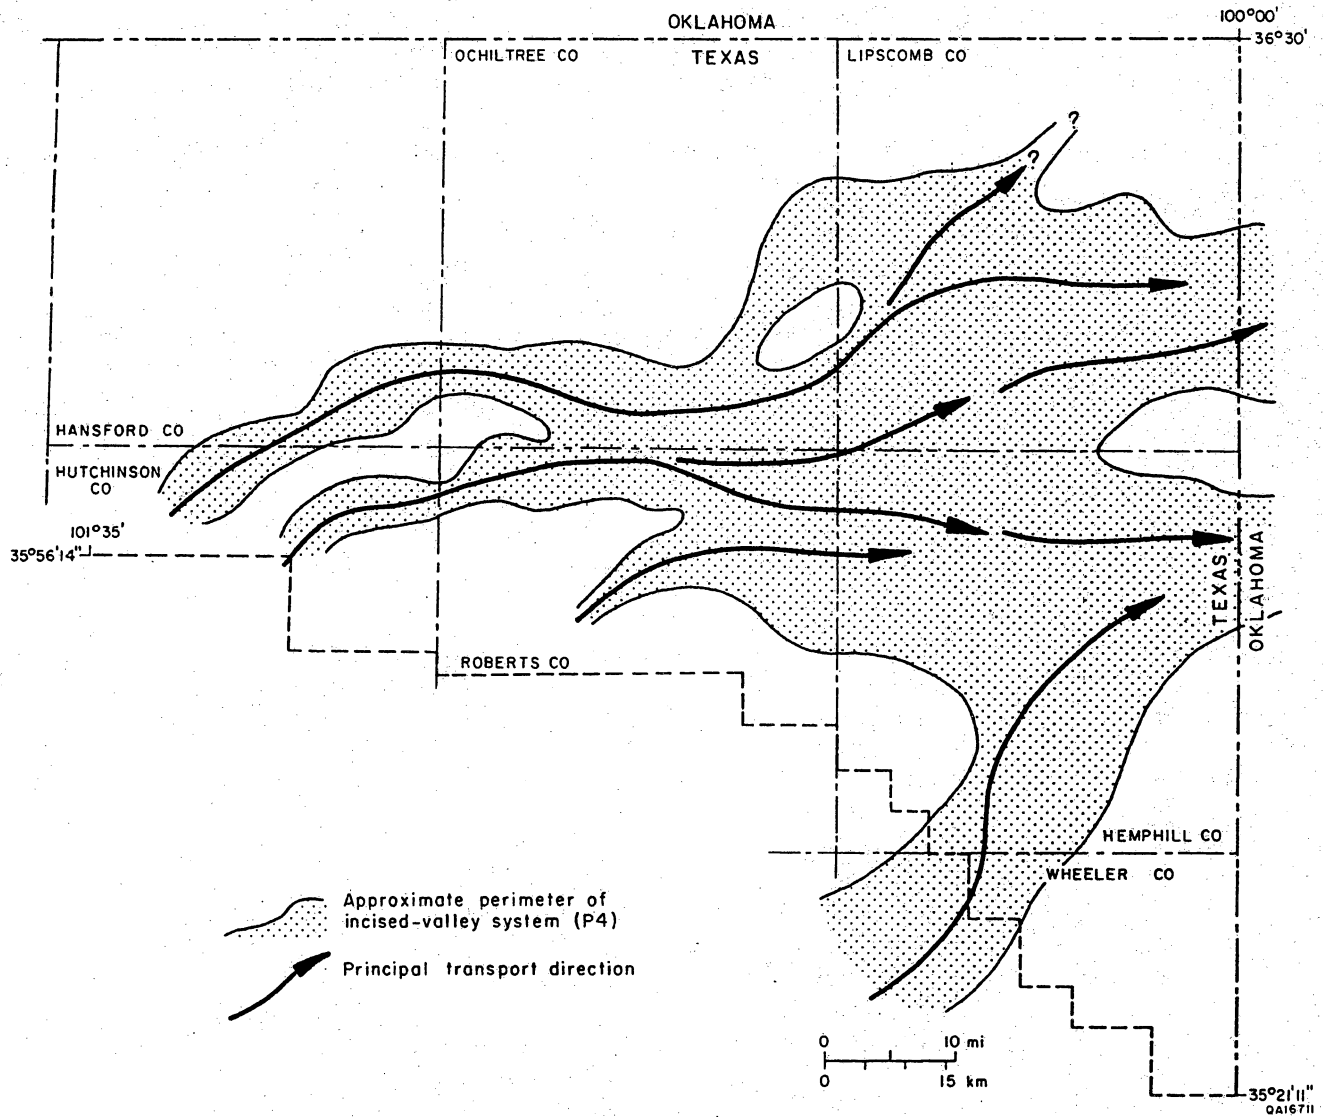 OKLAHOMA
100°00'
36°30'
OCHILTREE CO
TEXAS
LIPSCOMB CO
?
?
HANSFORD CO
HUTCHINSON
CO
101°35'
35°56'14"
TEXAS
OKLAHOMA
ROBERTS CO
HEMPHILL CO
WHEELER CO
Approximate perimeter of
incised-valley system (P4)
Principal transport direction
0 10 mi
0 15 km
35°21'11"
QA16711